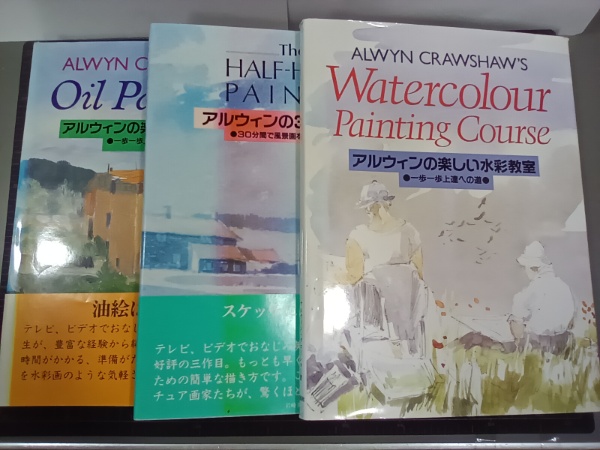 ALWYN
Oil
アルウィンの
●一歩一歩
油絵に
テレビ、ビデオでおなじ
生が、豊富な経験から
時間がかかる、準備が
を水彩画のような気軽
The
HALF-H
PAIN
アルウィンの3
●30分間で風景画を
スケッ
テレビ、ビデオでおなじみ
好評の三作目。もっとも早く
ための簡単な描き方です。
チュア画家たちが、驚くほど
ALWYN CRAWSHAW'S
Watercolour
Painting Course
アルウィンの楽しい水彩教室
●一歩一歩上達への道●